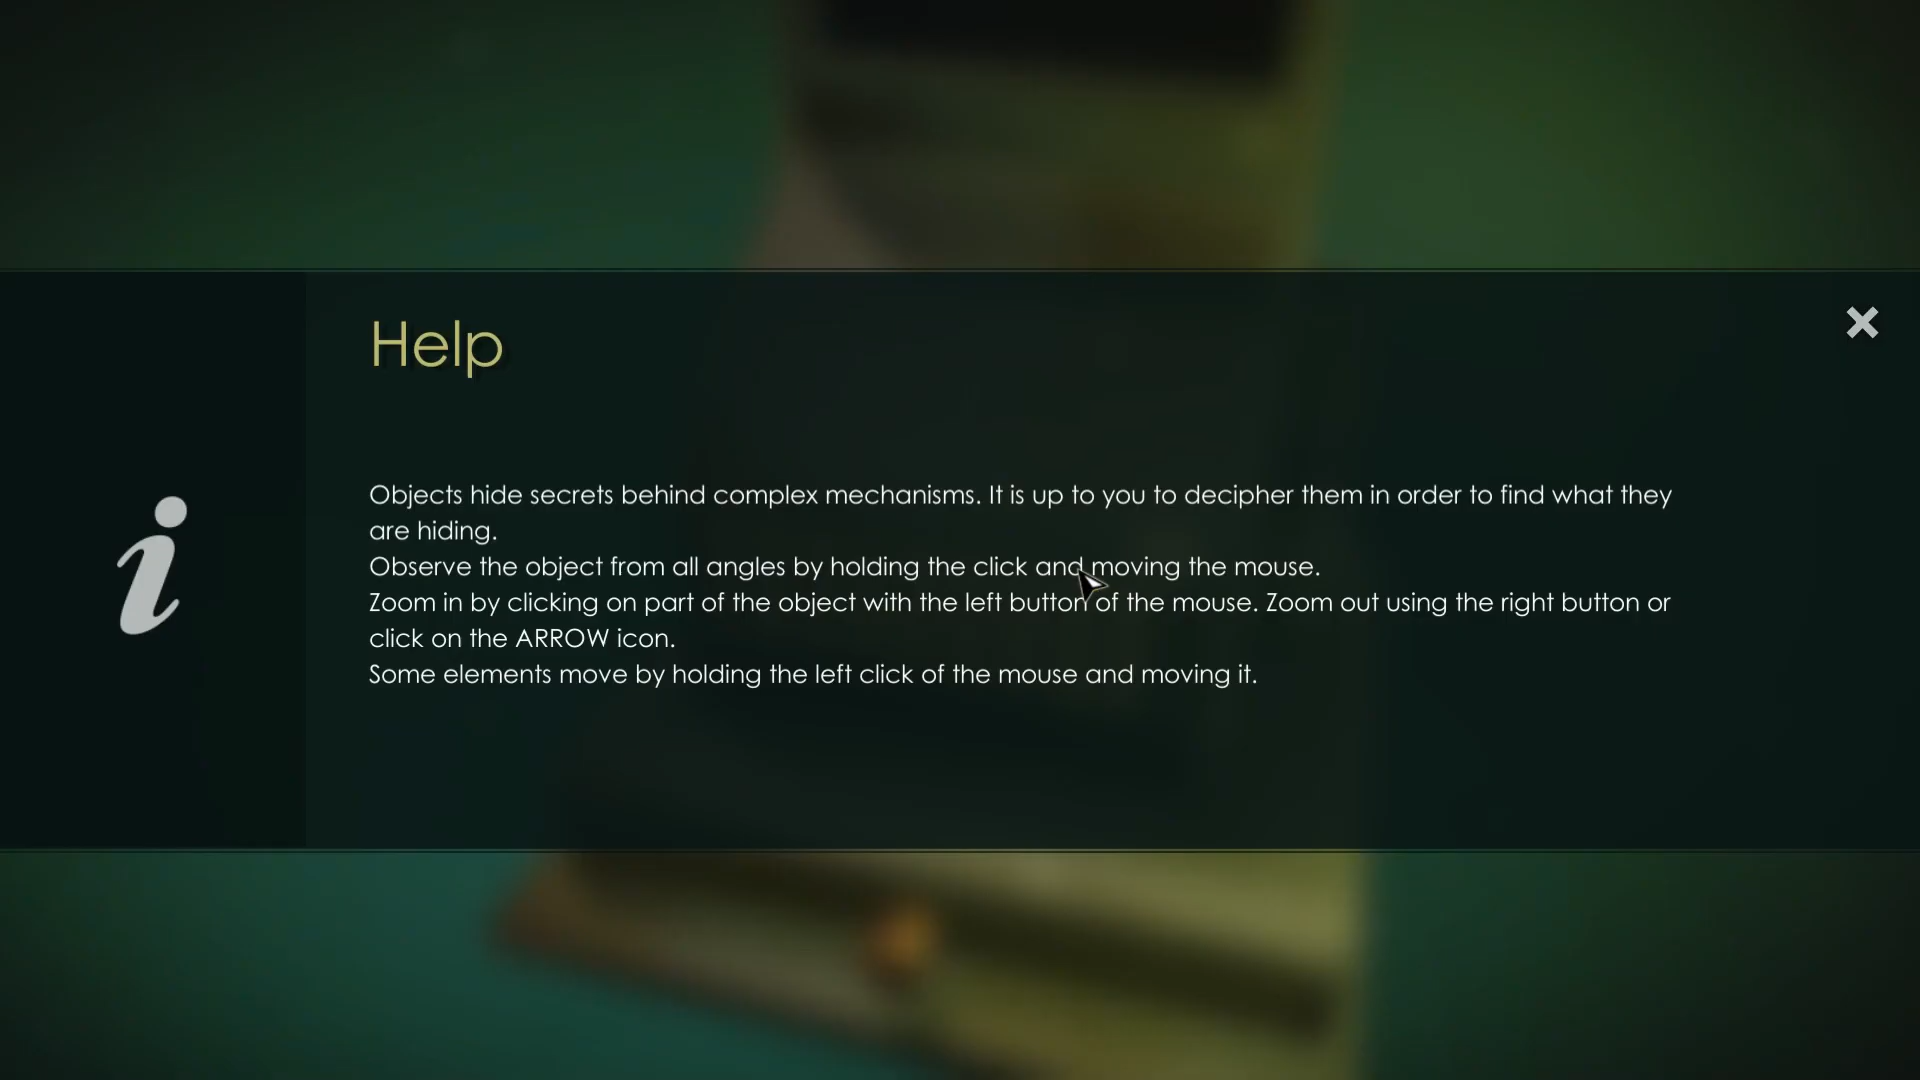 Help
Objects hide secrets behind complex mechanisms. It is up to you to decipher them in order to find what they
are hiding.
Observe the object from all angles by holding the click and moving the mouse.
Zoom in by clicking on part of the object with the left button of the mouse. Zoom out using the right button or
click on the ARROW icon.
Some elements move by holding the left click of the mouse and moving it.